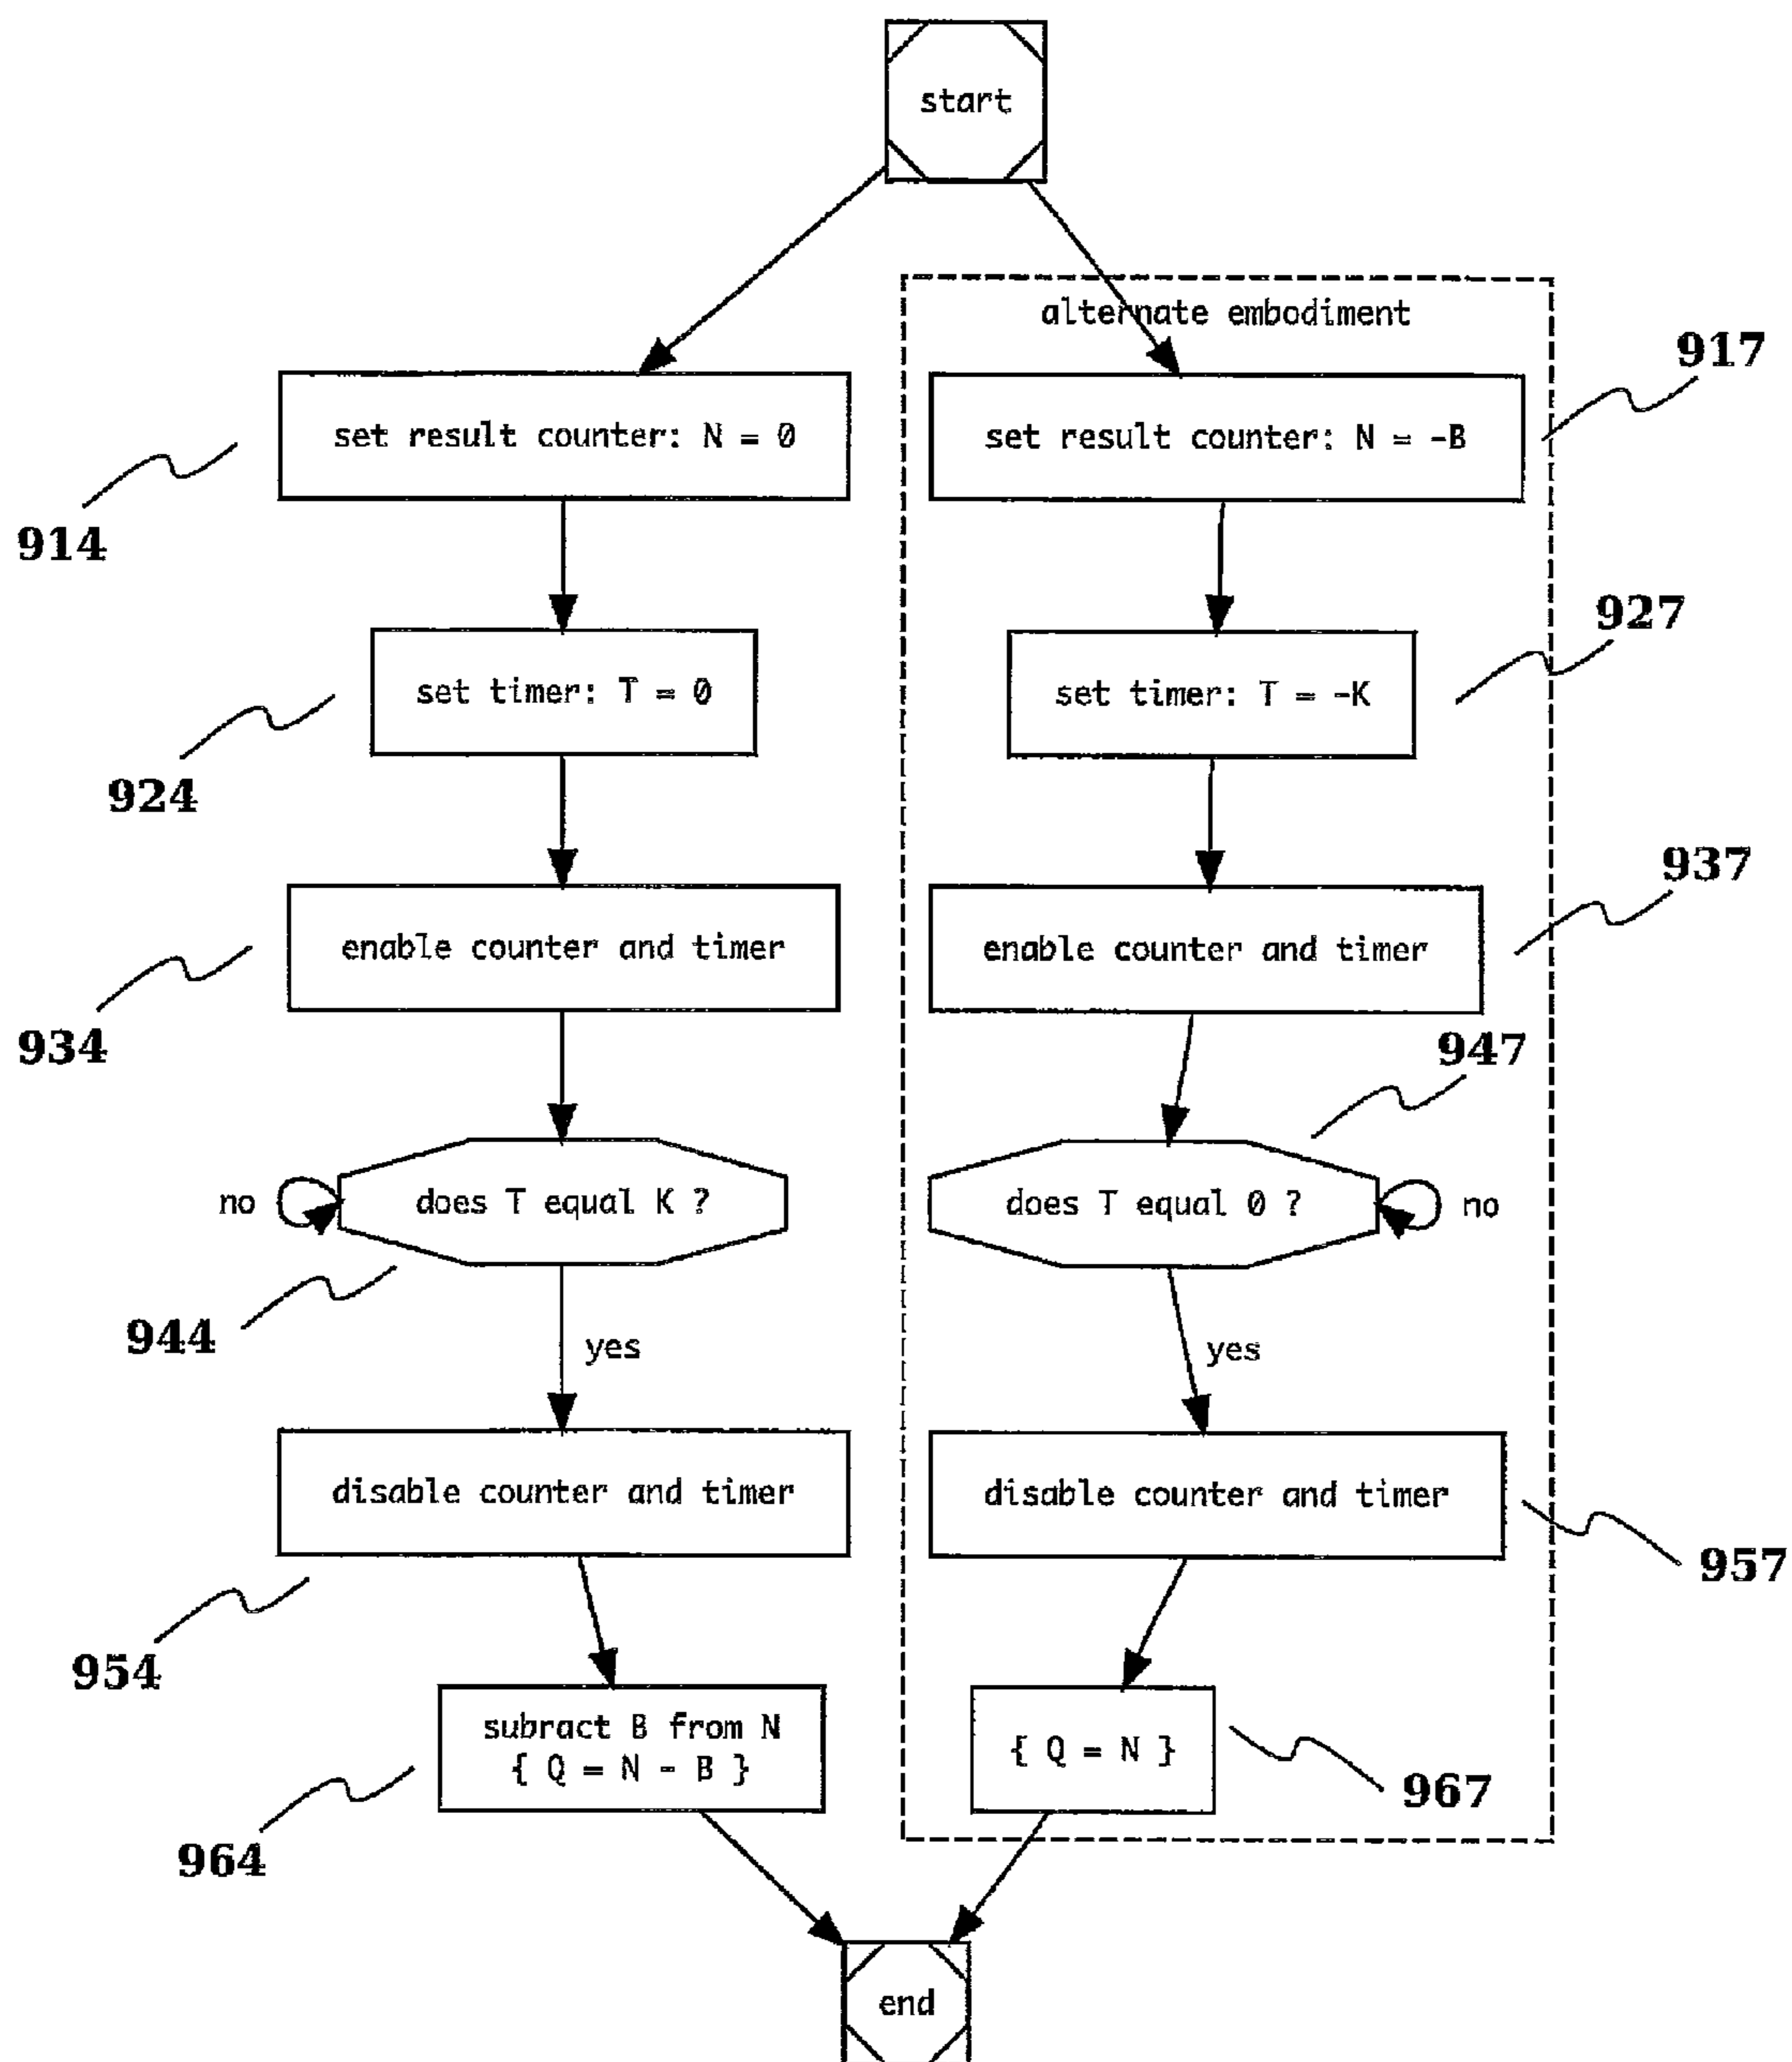 start
alternate embodiment
917
set result counter: N = 0
set result counter: N = -B
914
927
set timer: T = 0
set timer: T = -K
924
937
enable counter and timer
enable counter and timer
934
947
no
does T equal K ?
does T equal 0 ?
no
944
yes
yes
disable counter and timer
disable counter and timer
957
954
subract B from N
{ Q = N - B }
{ Q = N }
967
964
end